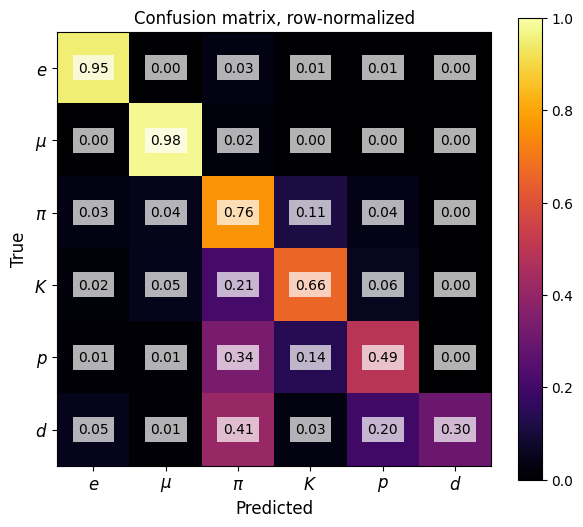 Confusion matrix, row-normalized
True
e 0.95 0.00 0.03 0.01 0.01 0.00
μ 0.00 0.98 0.02 0.00 0.00 0.00
π 0.03 0.04 0.76 0.11 0.04 0.00
K 0.02 0.05 0.21 0.66 0.06 0.00
p 0.01 0.01 0.34 0.14 0.49 0.00
d 0.05 0.01 0.41 0.03 0.20 0.30
e μ π K p d
Predicted
1.0
0.8
0.6
0.4
0.2
0.0